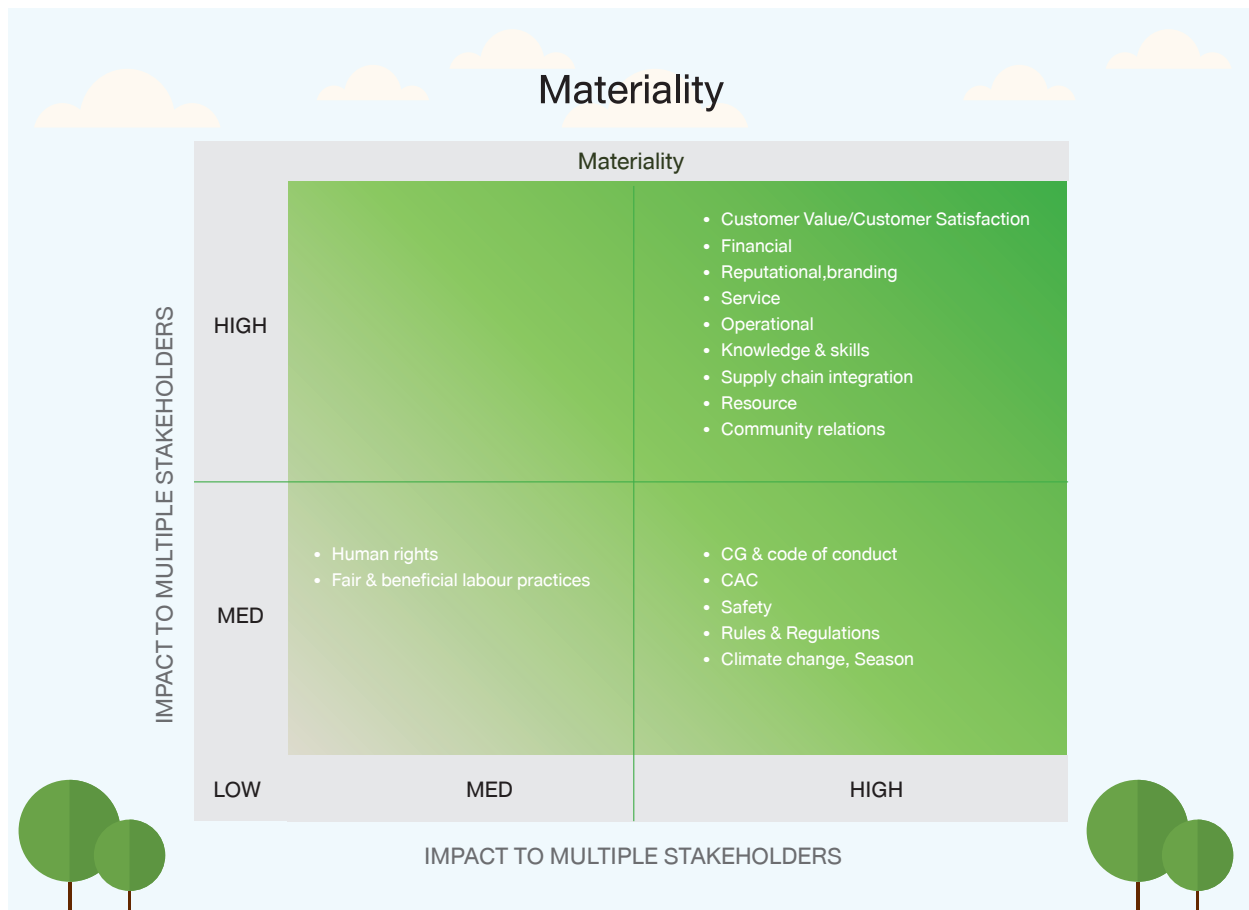 Materiality
Materiality
IMPACT TO MULTIPLE STAKEHOLDERS
HIGH
• Customer Value/Customer Satisfaction
• Financial
• Reputational,branding
• Service
• Operational
• Knowledge & skills
• Supply chain integration
• Resource
• Community relations
MED
• Human rights
• Fair & beneficial labour practices
• CG & code of conduct
• CAC
• Safety
• Rules & Regulations
• Climate change, Season
LOW
MED
HIGH
IMPACT TO MULTIPLE STAKEHOLDERS